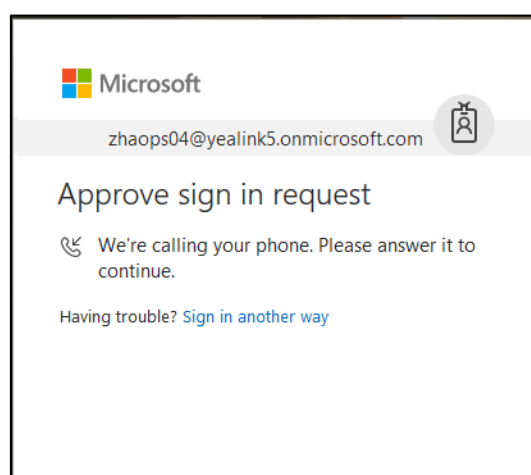 Microsoft
zhaops04@yealink5.onmicrosoft.com
Approve sign in request
We're calling your phone. Please answer it to
continue.
Having trouble? Sign in another way